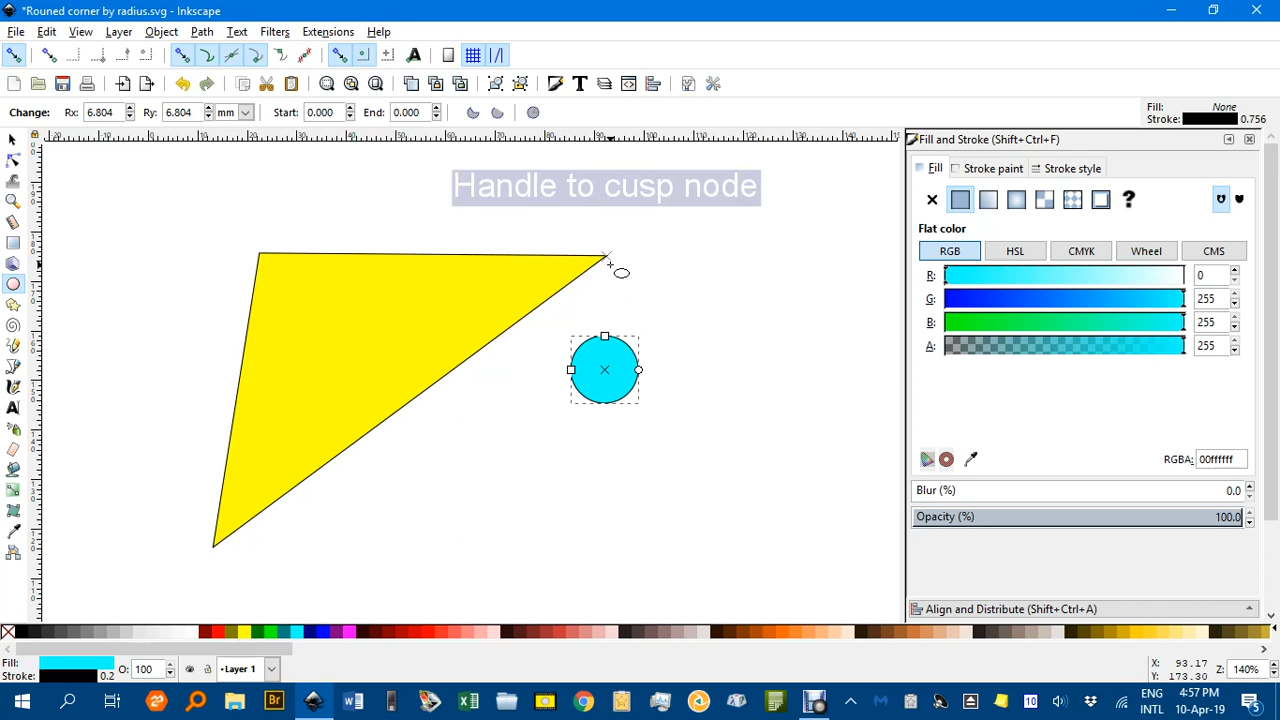 *Rouned corner by radius.svg - Inkscape
File Edit View Layer Object Path Text Filters Extensions Help
Change: Rx: 6.804 Ry: 6.804 mm Start: 0.000 End: 0.000
Fill: None
Stroke: 0.756
Fill and Stroke (Shift+Ctrl+F)
Fill Stroke paint Stroke style
Handle to cusp node
Flat color
RGB HSL CMYK Wheel CMS
R: 0
G: 255
B: 255
A: 255
RGBA: 00ffffff
Blur (%) 0.0
Opacity (%) 100.0
Align and Distribute (Shift+Ctrl+A)
Fill: O: 100 Layer 1 X: 93.17 Z: 140%
Stroke: 0.2 Y: 173.30
ENG 4:57 PM
INTL 10-Apr-19